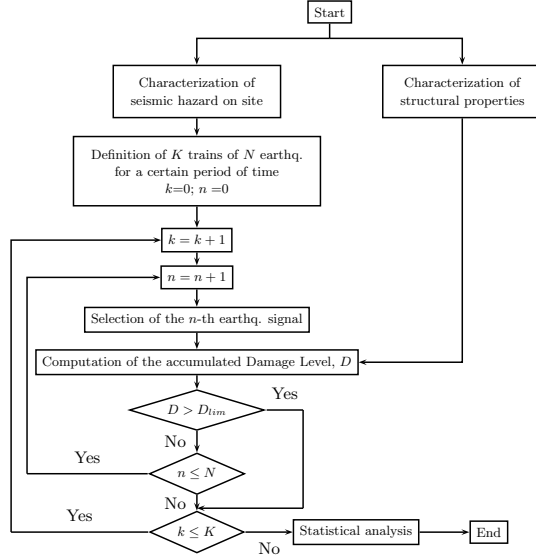 Start
Characterization of
seismic hazard on site
Characterization of
structural properties
Definition of K trains of N earthq.
for a certain period of time
k=0; n =0
k = k + 1
n = n + 1
Selection of the n-th earthq. signal
Computation of the accumulated Damage Level, D
D > D_{lim}
Yes
No
n ≤ N
Yes
No
k ≤ K
Yes
No
Statistical analysis
End